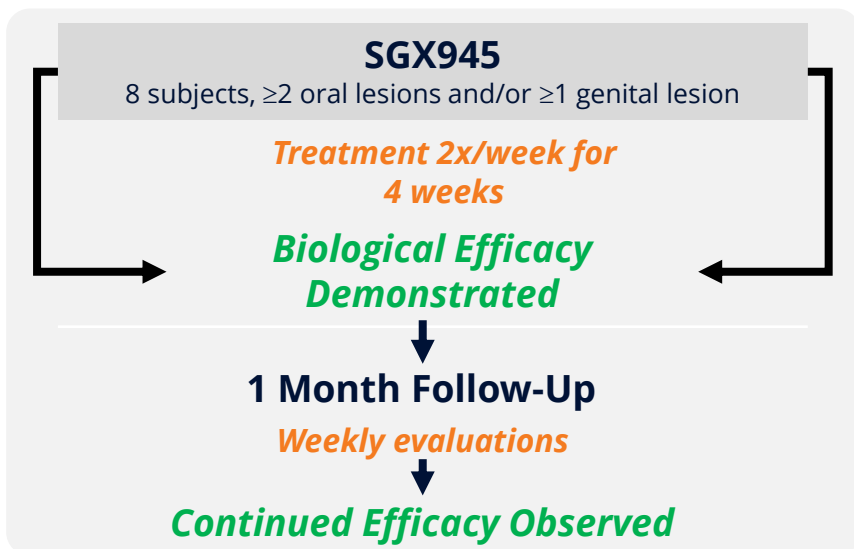 SGX945
8 subjects, ≥2 oral lesions and/or ≥1 genital lesion
Treatment 2x/week for
4 weeks
Biological Efficacy
Demonstrated
1 Month Follow-Up
Weekly evaluations
Continued Efficacy Observed